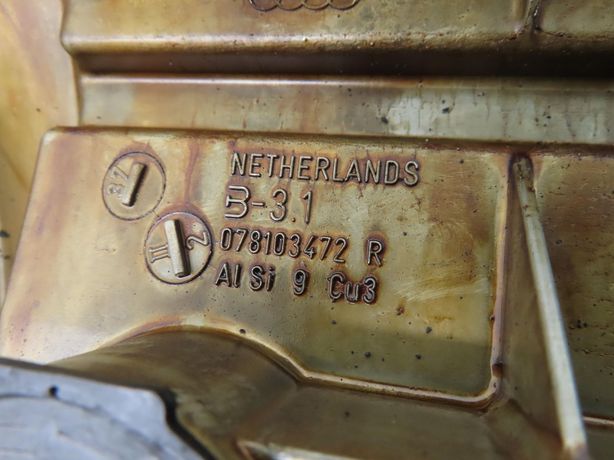 NETHERLANDS
B-3.1
078103472 R
Al Si 9 Cu3